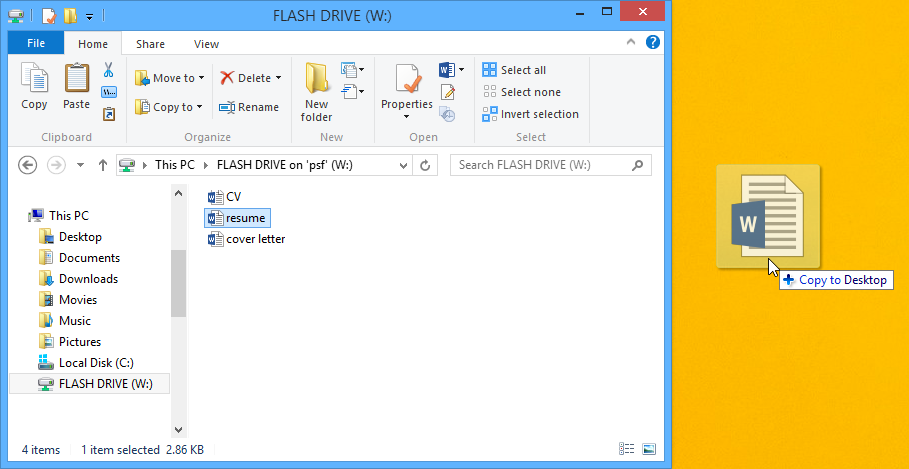 FLASH DRIVE (W:)
File Home Share View
Copy
Paste
W
Clipboard
Move to
Copy to
Delete
Rename
Organize
New
folder
New
Properties
W
Open
Select all
Select none
Invert selection
Select
This PC FLASH DRIVE on 'psf' (W:)
Search FLASH DRIVE (W:)
This PC
Desktop
Documents
Downloads
Movies
Music
Pictures
Local Disk (C:)
FLASH DRIVE (W:)
CV
resume
cover letter
4 items 1 item selected 2.86 KB
W
Copy to Desktop